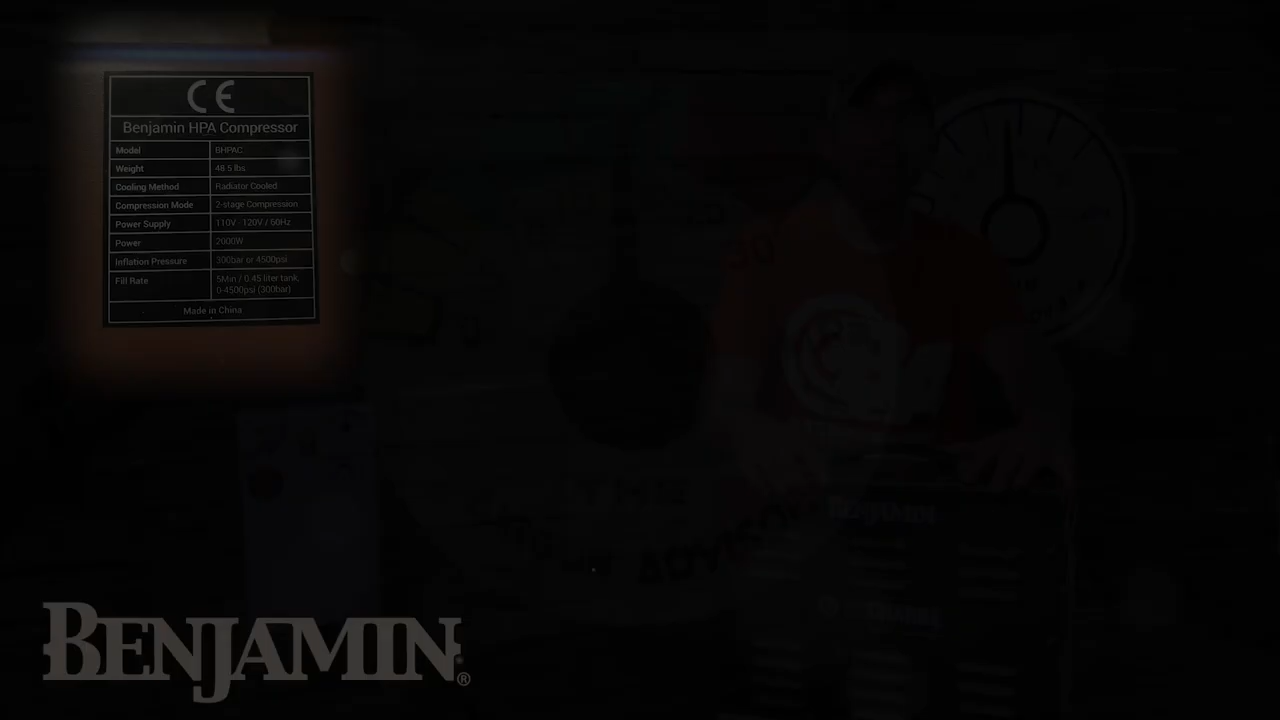 CE
Benjamin HPA Compressor
Model BHPAC
Weight 48.5 lbs
Cooling Method Radiator Cooled
Compression Mode 2-stage Compression
Power Supply 110V - 120V / 60Hz
Power 2000W
Inflation Pressure 300bar or 4500psi
Fill Rate 5Min / 0.45 liter tank,
0-4500psi (300bar)
Made in China
BENJAMIN
THE
BENJAMIN®